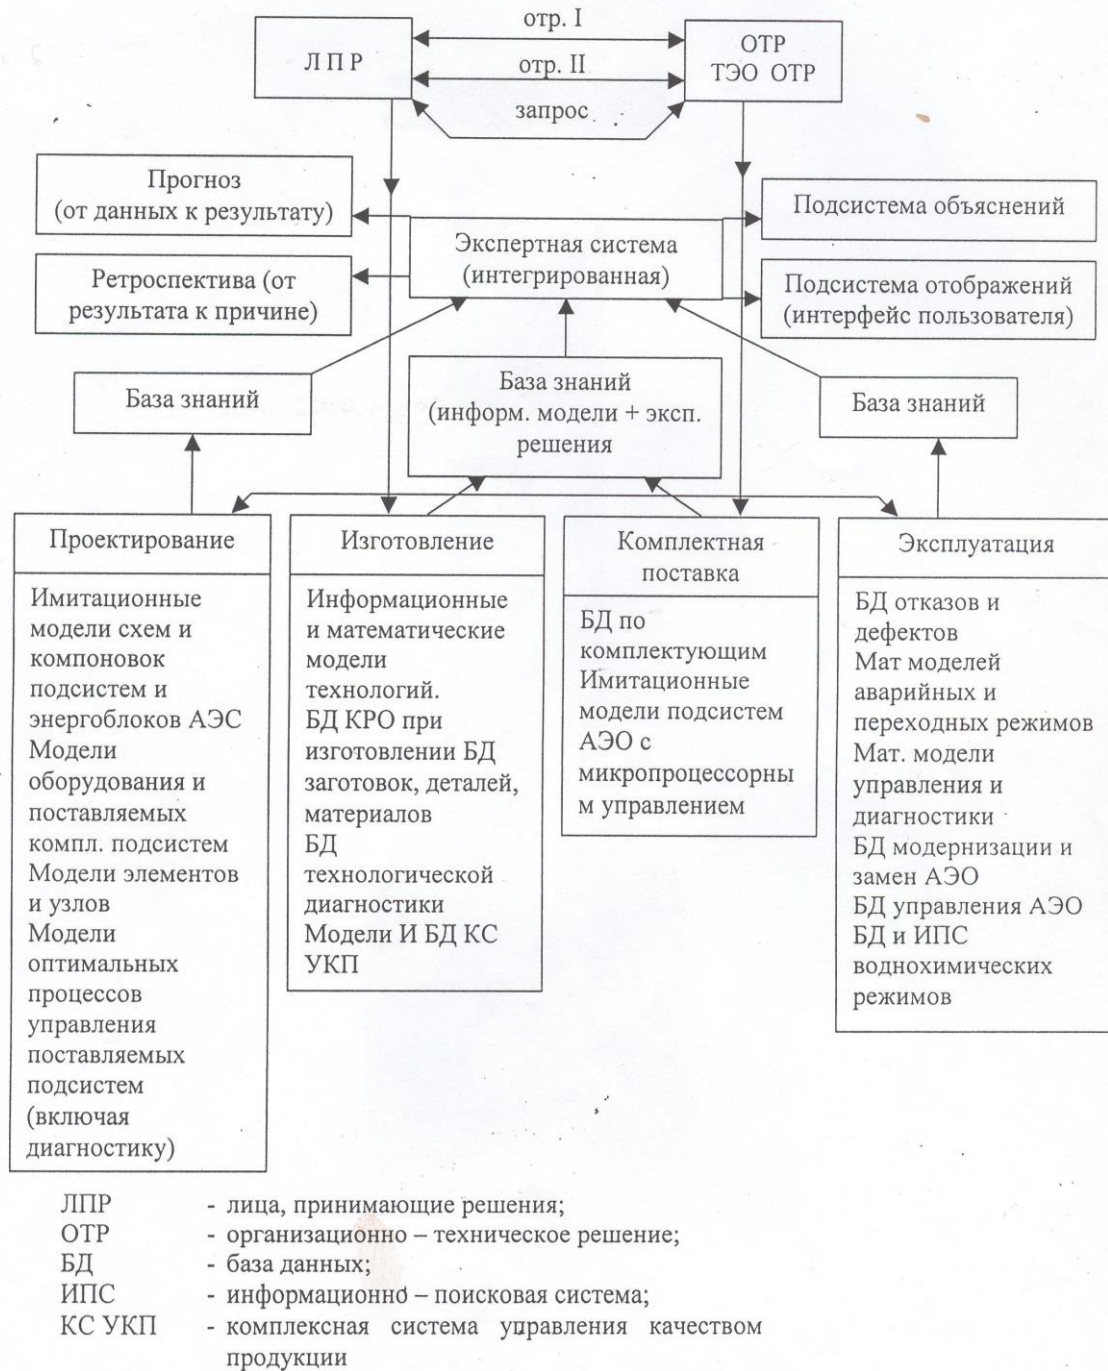 отр. I
Л П Р
отр. II
запрос
ОТР
ТЭО ОТР
Прогноз
(от данных к результату)
Ретроспектива (от
результата к причине)
Экспертная система
(интегрированная)
Подсистема объяснений
Подсистема отображений
(интерфейс пользователя)
База знаний
База знаний
(информ. модели + эксп.
решения
База знаний
Проектирование
Имитационные
модели схем и
компоновок
подсистем и
энергоблоков АЭС
Модели
оборудования и
поставляемых
компл. подсистем
Модели элементов
и узлов
Модели
оптимальных
процессов
управления
поставляемых
подсистем
(включая
диагностику)
Изготовление
Информационные
и математические
модели
технологий.
БД КРО при
изготовлении БД
заготовок, деталей,
материалов
БД
технологической
диагностики
Модели И БД КС
УКП
Комплектная
поставка
БД по
комплектующим
Имитационные
модели подсистем
АЭО с
микропроцессорны
м управлением
Эксплуатация
БД отказов и
дефектов
Мат моделей
аварийных и
переходных режимов
Мат. модели
управления и
диагностики
БД модернизации и
замен АЭО
БД управления АЭО
БД и ИПС
воднохимических
режимов
ЛПР - лица, принимающие решения;
ОТР - организационно – техническое решение;
БД - база данных;
ИПС - информационно – поисковая система;
КС УКП - комплексная система управления качеством
продукции